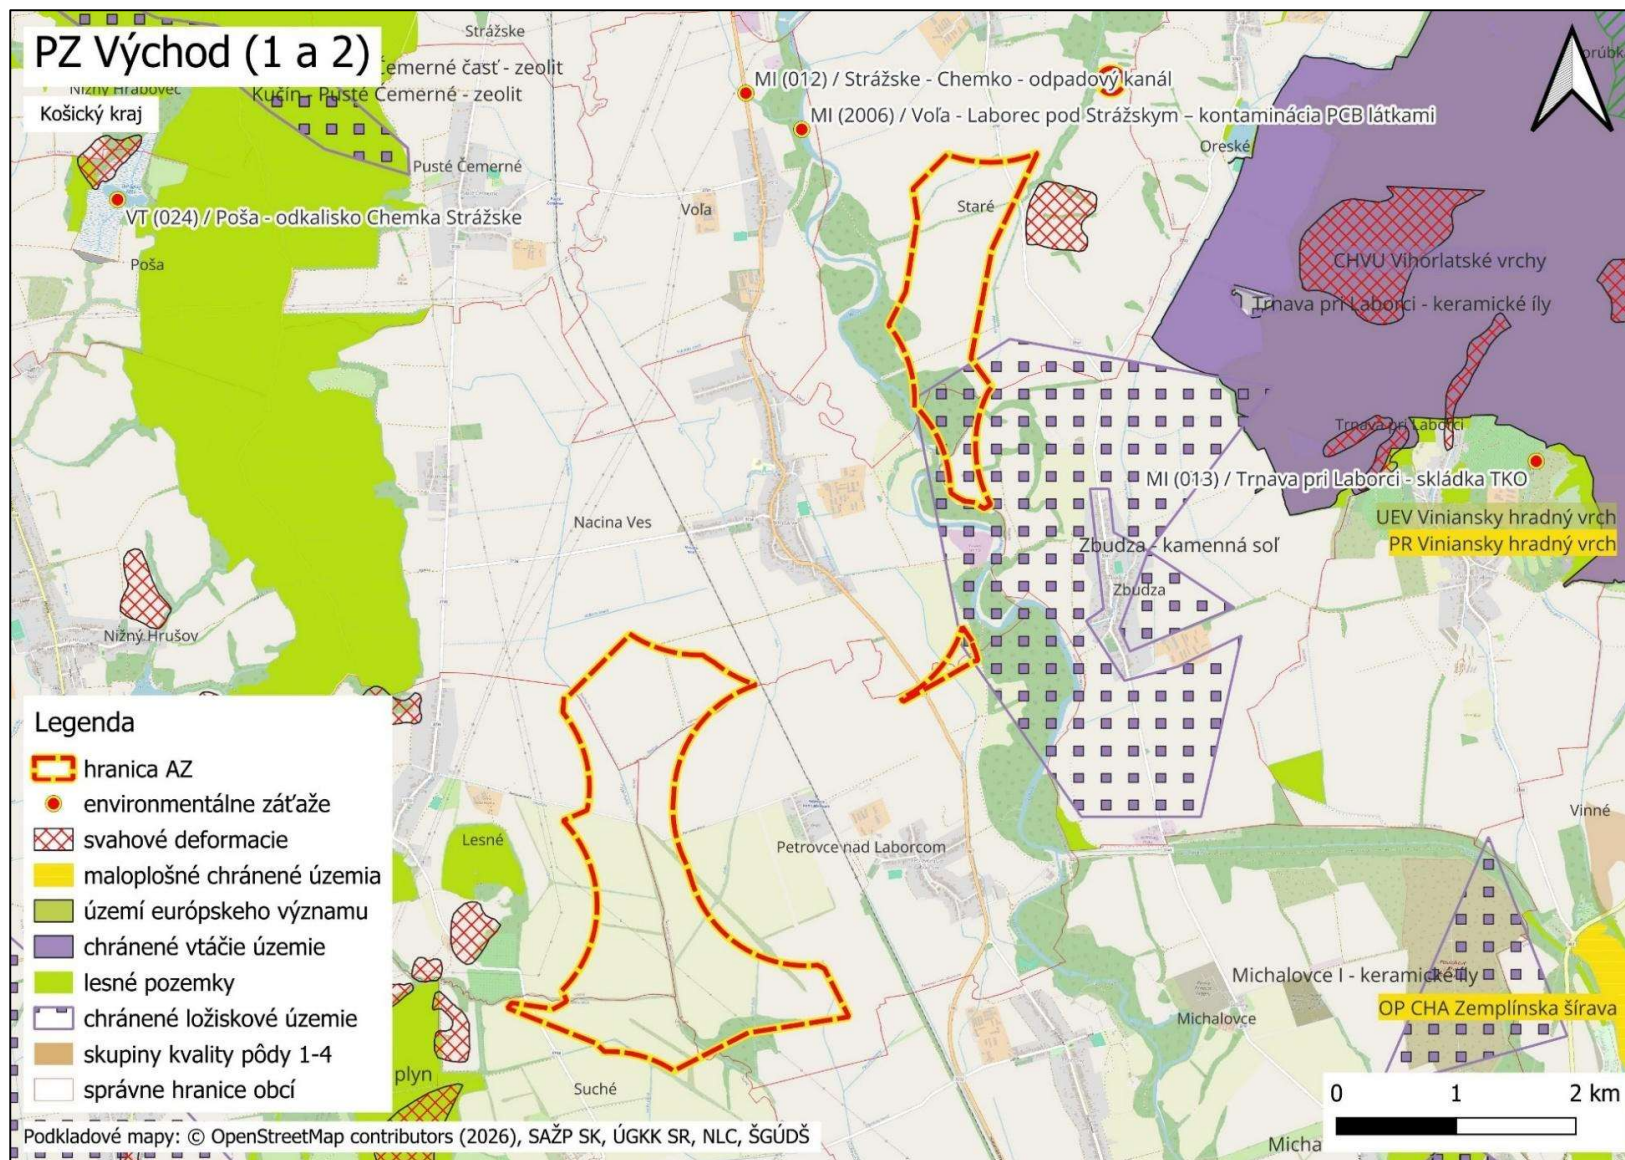 PZ Východ (1 a 2)
Košický kraj
Strážske
Čemerné časť - zeolit
Kučín - Pusté Čemerné - zeolit
Nižný Hrabovec
MI (012) / Strážske - Chemko - odpadový kanál
MI (2006) / Voľa - Laborec pod Strážskym – kontaminácia PCB látkami
Oreské
Pusté Čemerné
VT (024) / Poša - odkalisko Chemka Strážske
Voľa
Staré
Poša
CHVU Vihorlatské vrchy
Trnava pri Laborci - keramické íly
Trnava pri Laborci
MI (013) / Trnava pri Laborci - skládka TKO
Nacina Ves
UEV Viniansky hradný vrch
PR Viniansky hradný vrch
Zbudza - kamenná soľ
Zbudza
Nižný Hrušov
Vinné
Lesné
Petrovce nad Laborcom
Michalovce I - keramické íly
OP CHA Zemplínska šírava
Michalovce
plyn
Suché
Micha
Legenda
hranica AZ
environmentálne záťaže
svahové deformacie
maloplošné chránené územia
území európskeho významu
chránené vtáčie územie
lesné pozemky
chránené ložiskové územie
skupiny kvality pôdy 1-4
správne hranice obcí
0 1 2 km
Podkladové mapy: © OpenStreetMap contributors (2026), SAŽP SK, ÚGKK SR, NLC, ŠGÚDŠ